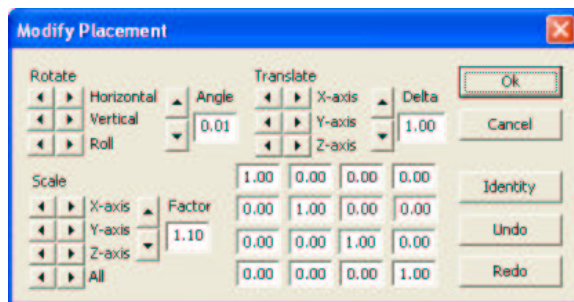 Modify Placement
Rotate
Horizontal
Vertical
Roll
Angle
0.01
Translate
X-axis
Y-axis
Z-axis
Delta
1.00
Ok
Cancel
Scale
X-axis
Y-axis
Z-axis
All
Factor
1.10
1.00 0.00 0.00 0.00
0.00 1.00 0.00 0.00
0.00 0.00 1.00 0.00
0.00 0.00 0.00 1.00
Identity
Undo
Redo